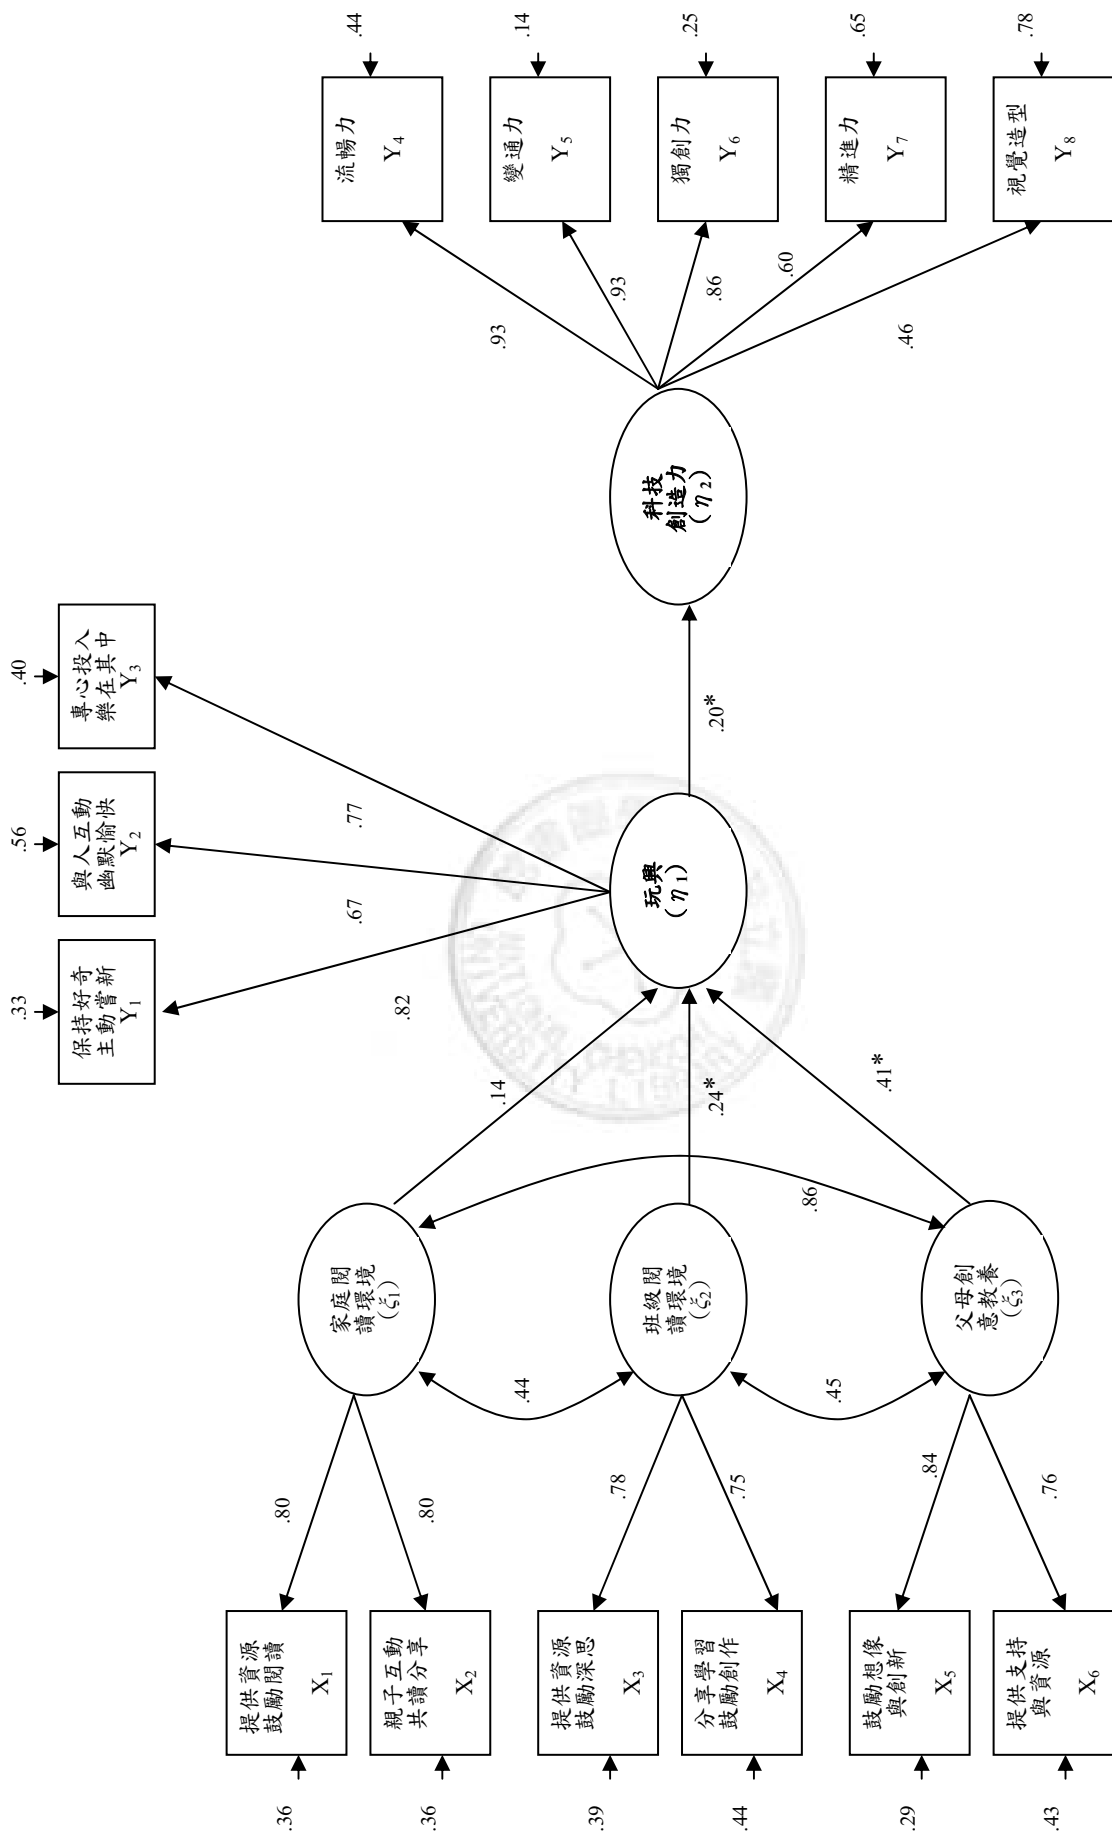 .33
.56
.40
保持好奇
主動嘗新
Y1
與人互動
幽默愉快
Y2
專心投入
樂在其中
Y3
.82
.67
.77
.36
提供資源
鼓勵閱讀
X1
.80
.36
親子互動
共讀分享
X2
.80
家庭閱
讀環境
(ξ1)
.14
.44
.39
提供資源
鼓勵深思
X3
.78
.44
分享學習
鼓勵創作
X4
.75
班級閱
讀環境
(ξ2)
.24*
.45
.86
.29
鼓勵想像
與創新
X5
.84
.43
提供支持
與資源
X6
.76
父母創
意教養
(ξ3)
.41*
玩興
(η1)
.20*
科技
創造力
(η2)
.93
流暢力
Y4
.44
.93
變通力
Y5
.14
.86
獨創力
Y6
.25
.60
精進力
Y7
.65
.46
視覺造型
Y8
.78